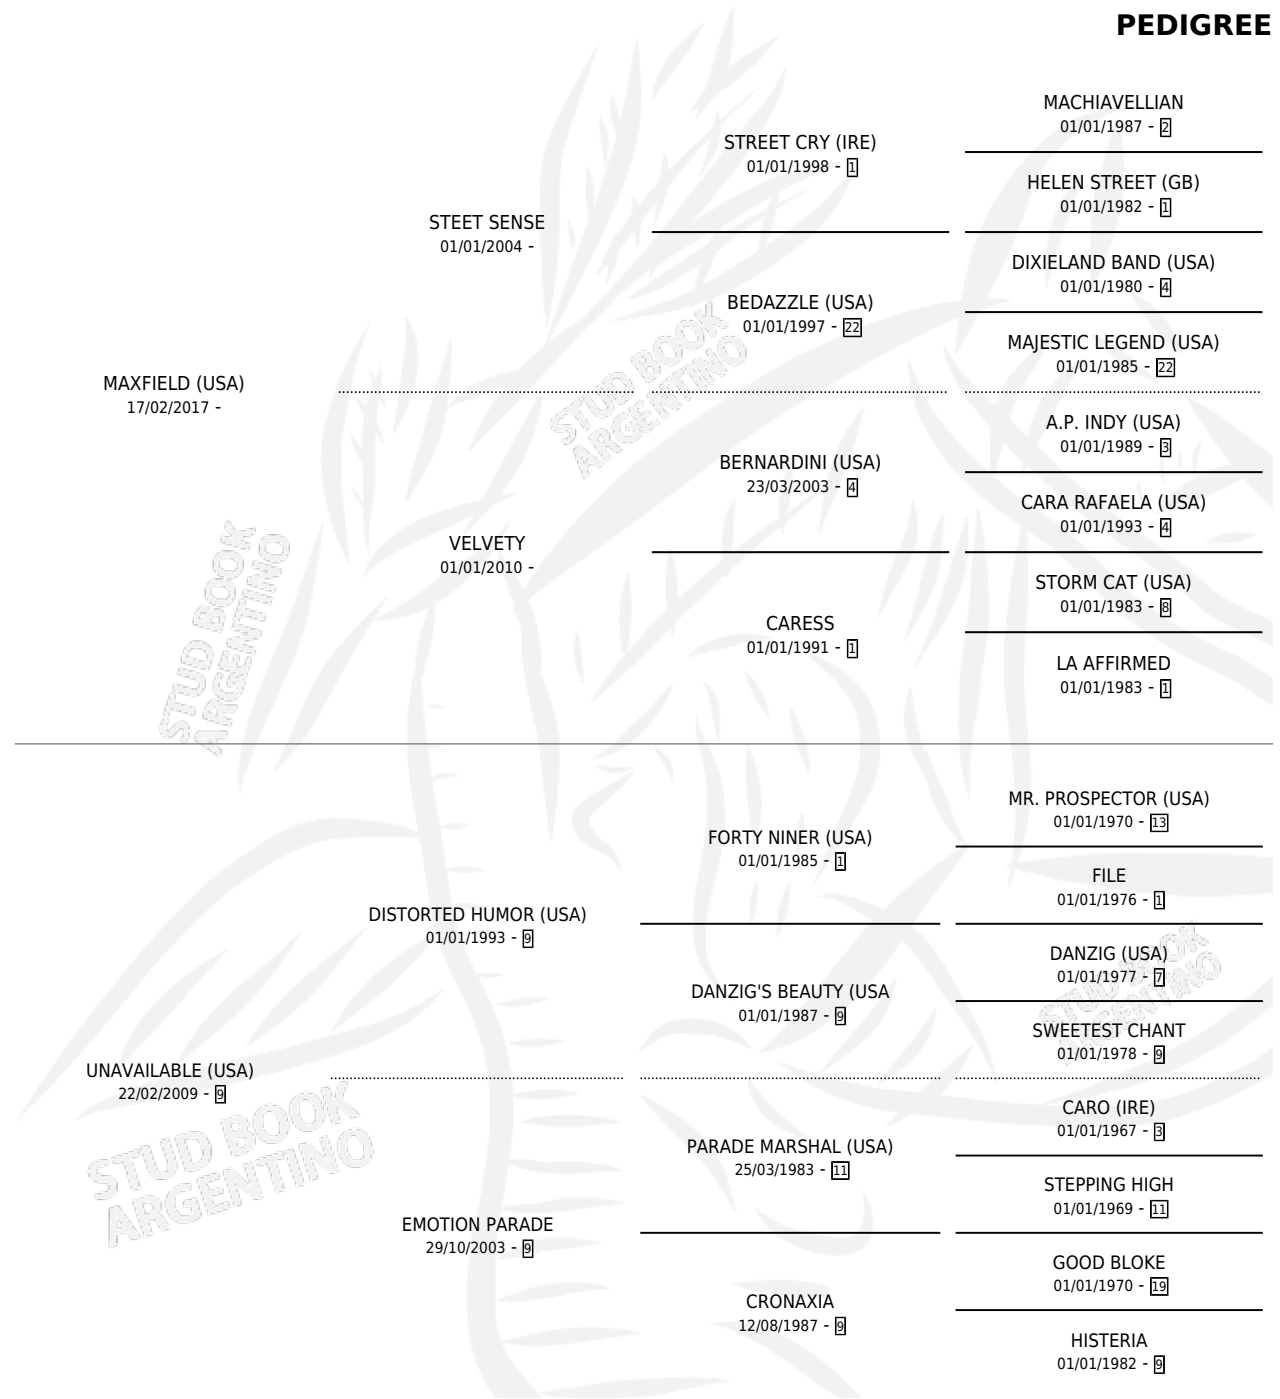 PEDIGREE
MACHIAVELLIAN
01/01/1987 - 2
STREET CRY (IRE)
01/01/1998 - 1
HELEN STREET (GB)
01/01/1982 - 1
STEET SENSE
01/01/2004 -
DIXIELAND BAND (USA)
01/01/1980 - 4
BEDAZZLE (USA)
01/01/1997 - 22
MAJESTIC LEGEND (USA)
01/01/1985 - 22
MAXFIELD (USA)
17/02/2017 -
A.P. INDY (USA)
01/01/1989 - 3
BERNARDINI (USA)
23/03/2003 - 4
CARA RAFAELA (USA)
01/01/1993 - 4
VELVETY
01/01/2010 -
STORM CAT (USA)
01/01/1983 - 8
CARESS
01/01/1991 - 1
LA AFFIRMED
01/01/1983 - 1
MR. PROSPECTOR (USA)
01/01/1970 - 13
FORTY NINER (USA)
01/01/1985 - 1
FILE
01/01/1976 - 1
DISTORTED HUMOR (USA)
01/01/1993 - 9
DANZIG (USA)
01/01/1977 - 7
DANZIG'S BEAUTY (USA
01/01/1987 - 9
SWEETEST CHANT
01/01/1978 - 9
UNAVAILABLE (USA)
22/02/2009 - 9
CARO (IRE)
01/01/1967 - 3
PARADE MARSHAL (USA)
25/03/1983 - 11
STEPPING HIGH
01/01/1969 - 11
EMOTION PARADE
29/10/2003 - 9
GOOD BLOKE
01/01/1970 - 19
CRONAXIA
12/08/1987 - 9
HISTERIA
01/01/1982 - 9
STUD BOOK
ARGENTINO
STUD BOOK
ARGENTINO
STUD BOOK
ARGENTINO
STUD BOOK
ARGENTINO